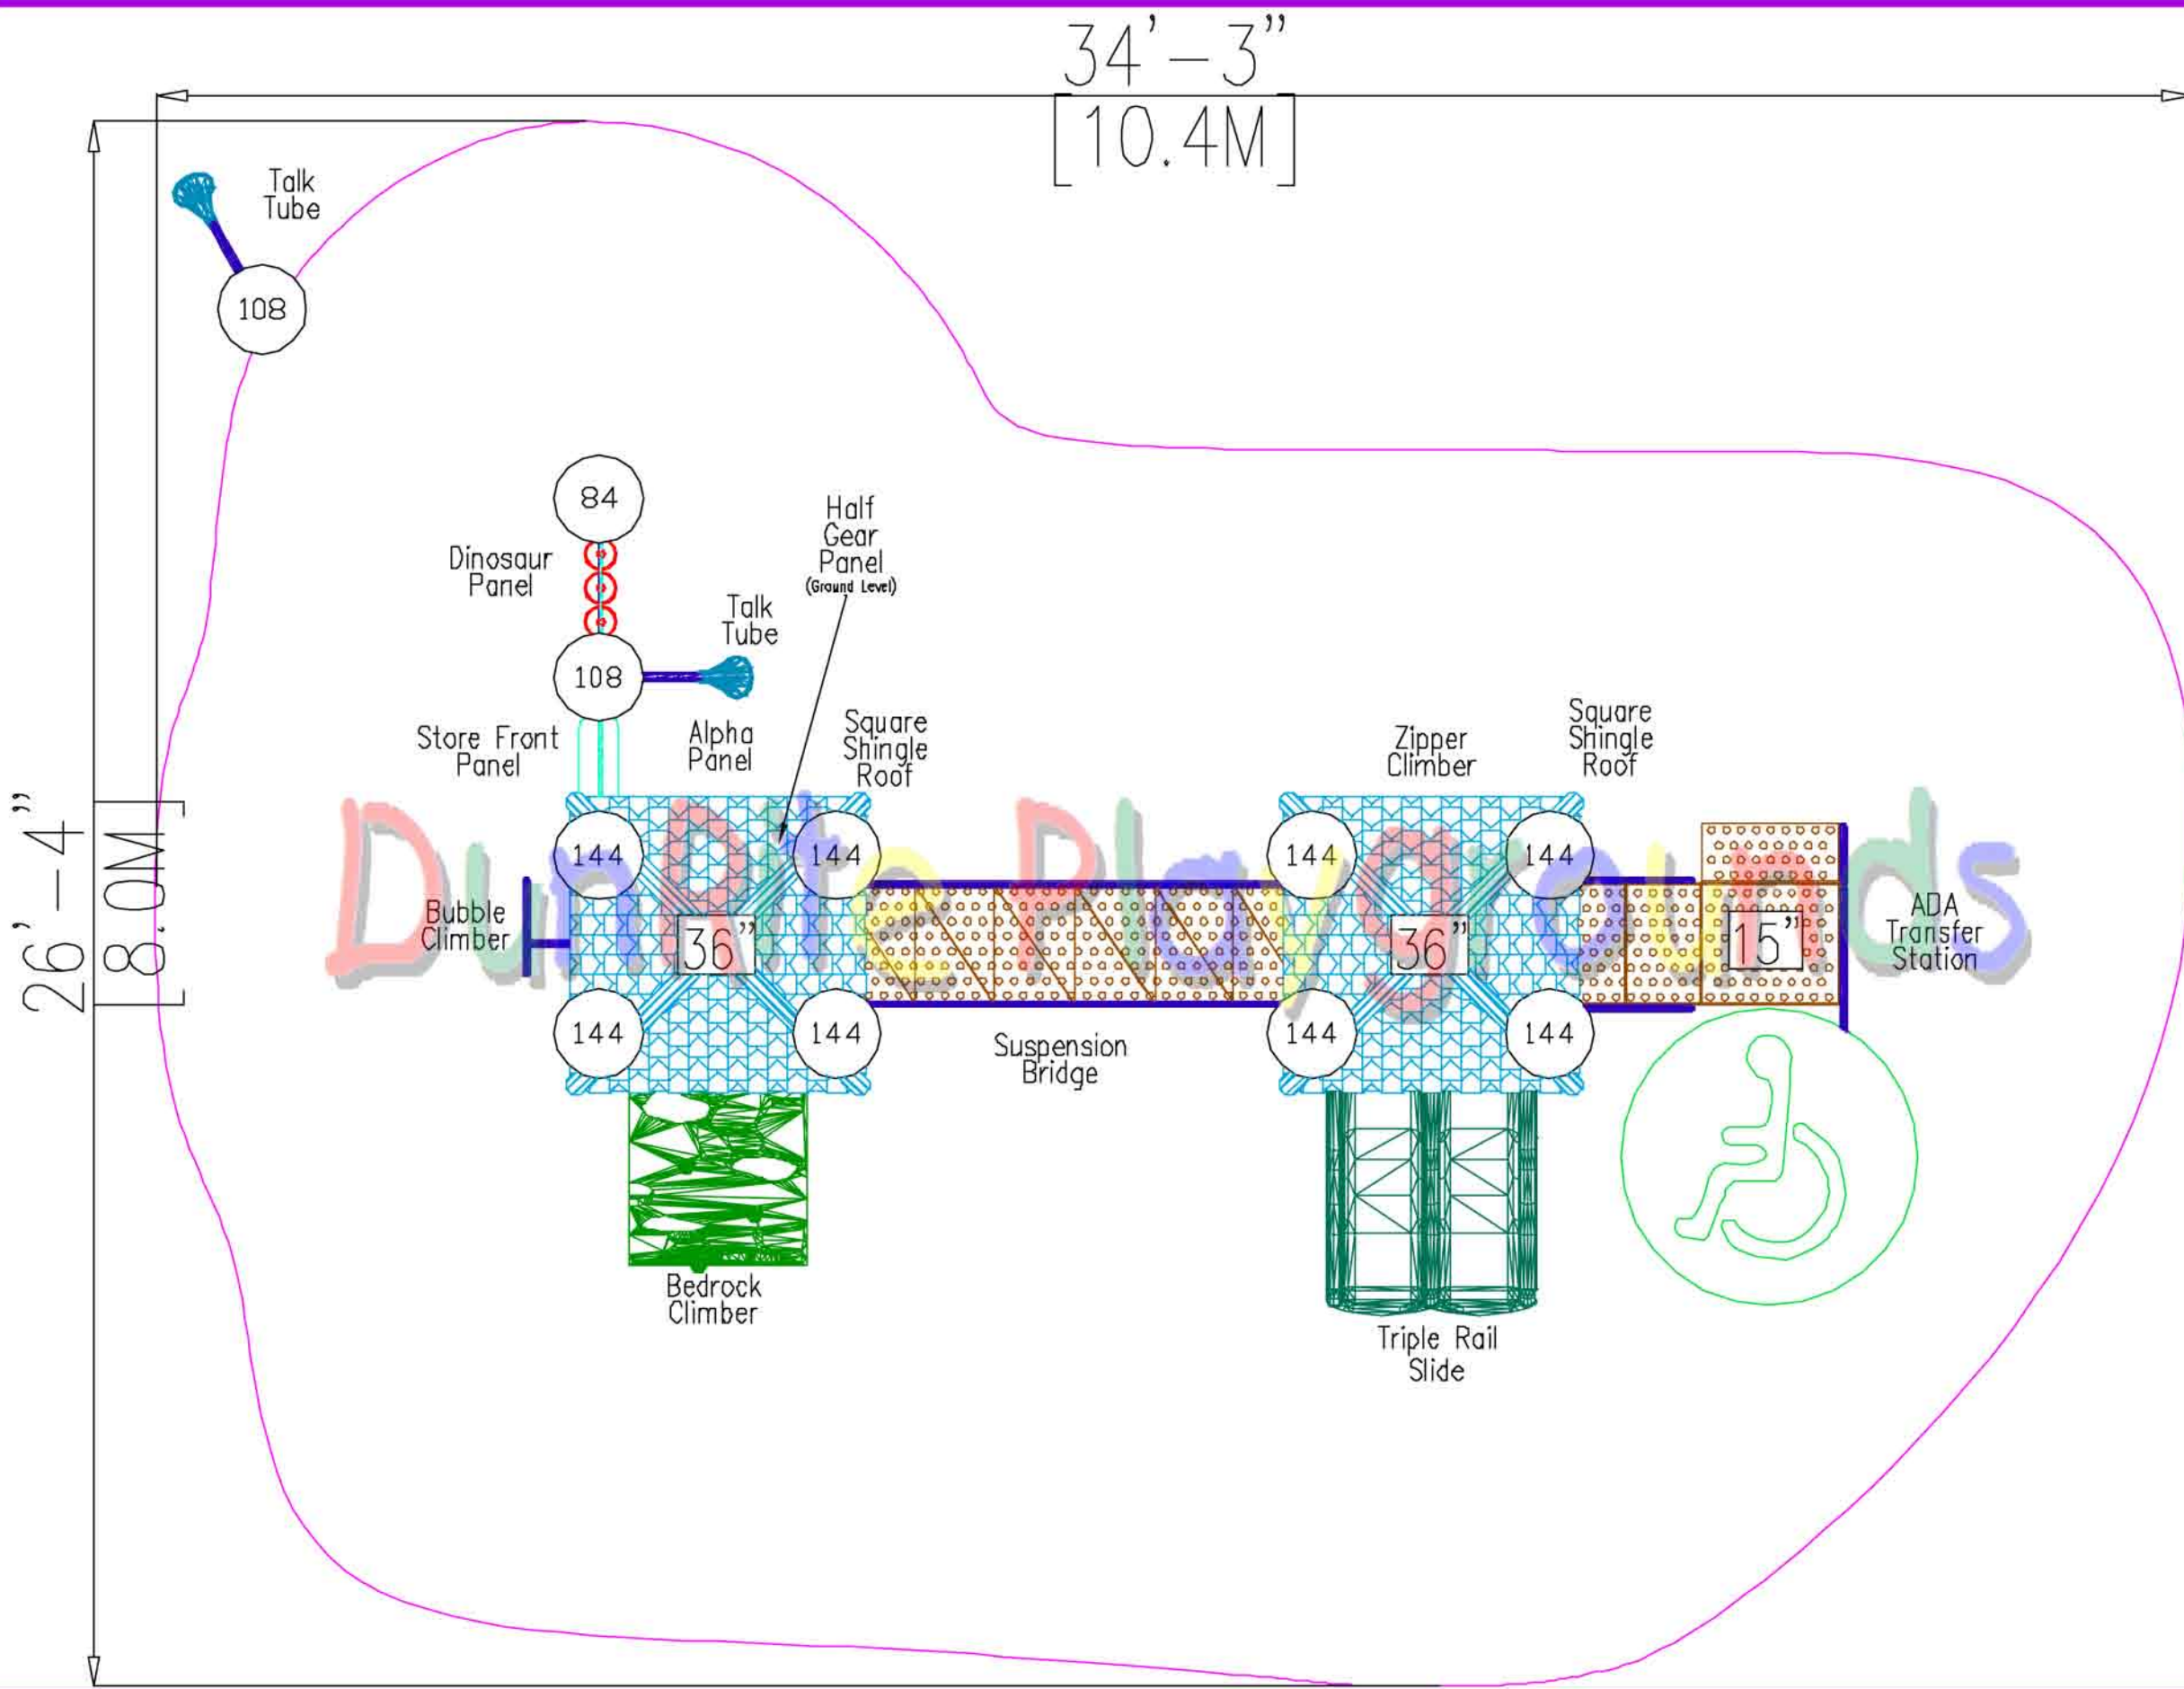 34'-3"
[10.4M]
Talk
Tube
108
84
Half
Gear
Panel
(Ground Level)
Dinosaur
Panel
Talk
Tube
108
Store Front
Panel
Alpha
Panel
Square
Shingle
Roof
Zipper
Climber
Square
Shingle
Roof
26'-4"
8.0M
144
144
144
144
DunRite Playgrounds
Bubble
Climber
36"
36"
15"
ADA
Transfer
Station
144
144
144
144
Suspension
Bridge
Bedrock
Climber
Triple Rail
Slide